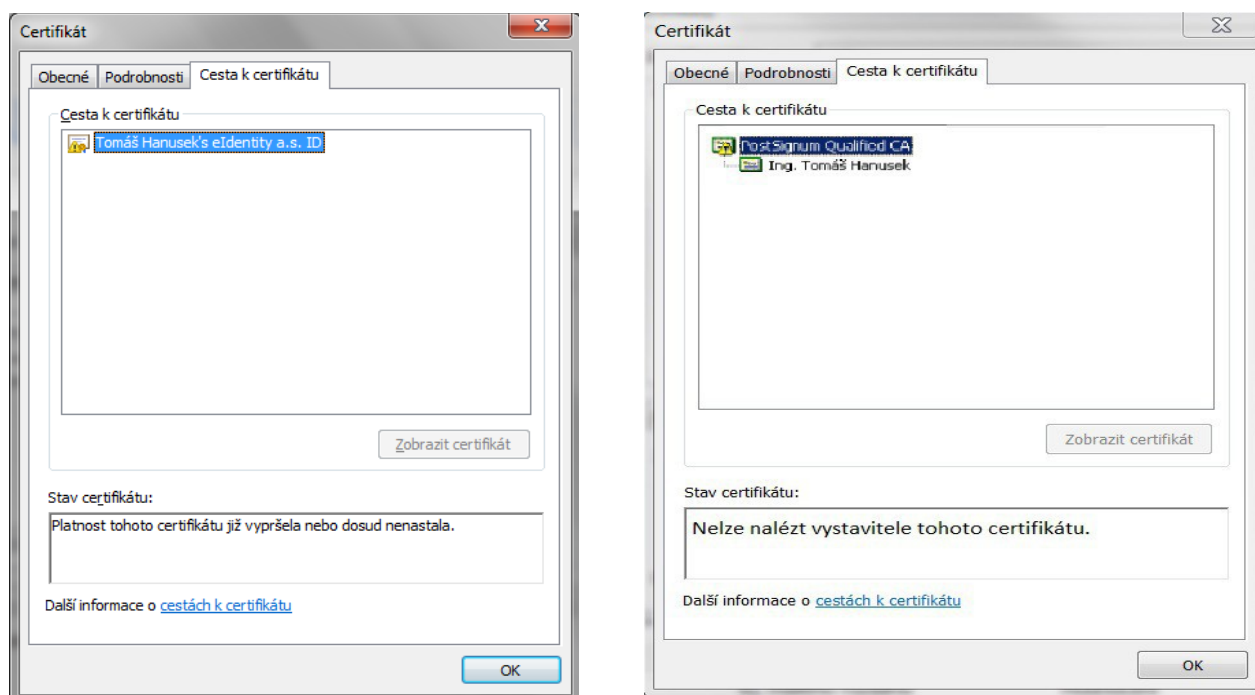 Certifikát
Obecné Podrobnosti Cesta k certifikátu
Cesta k certifikátu
Tomáš Hanusek's eIdentity a.s. ID
Zobrazit certifikát
Stav certifikátu:
Platnost tohoto certifikátu již vypršela nebo dosud nenastala.
Další informace o cestách k certifikátu
OK
Certifikát
Obecné Podrobnosti Cesta k certifikátu
Cesta k certifikátu
PostSignum Qualified CA
Ing. Tomáš Hanusek
Zobrazit certifikát
Stav certifikátu:
Nelze nalézt vystavitele tohoto certifikátu.
Další informace o cestách k certifikátu
OK